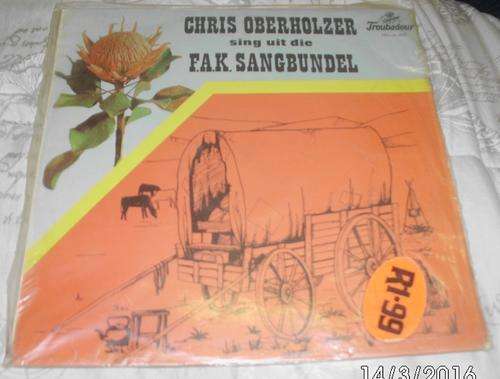 CHRIS OBERHOLZER
sing uit die
F.A.K. SANGBUNDEL
Troubadour
R1·99
14/3/2016